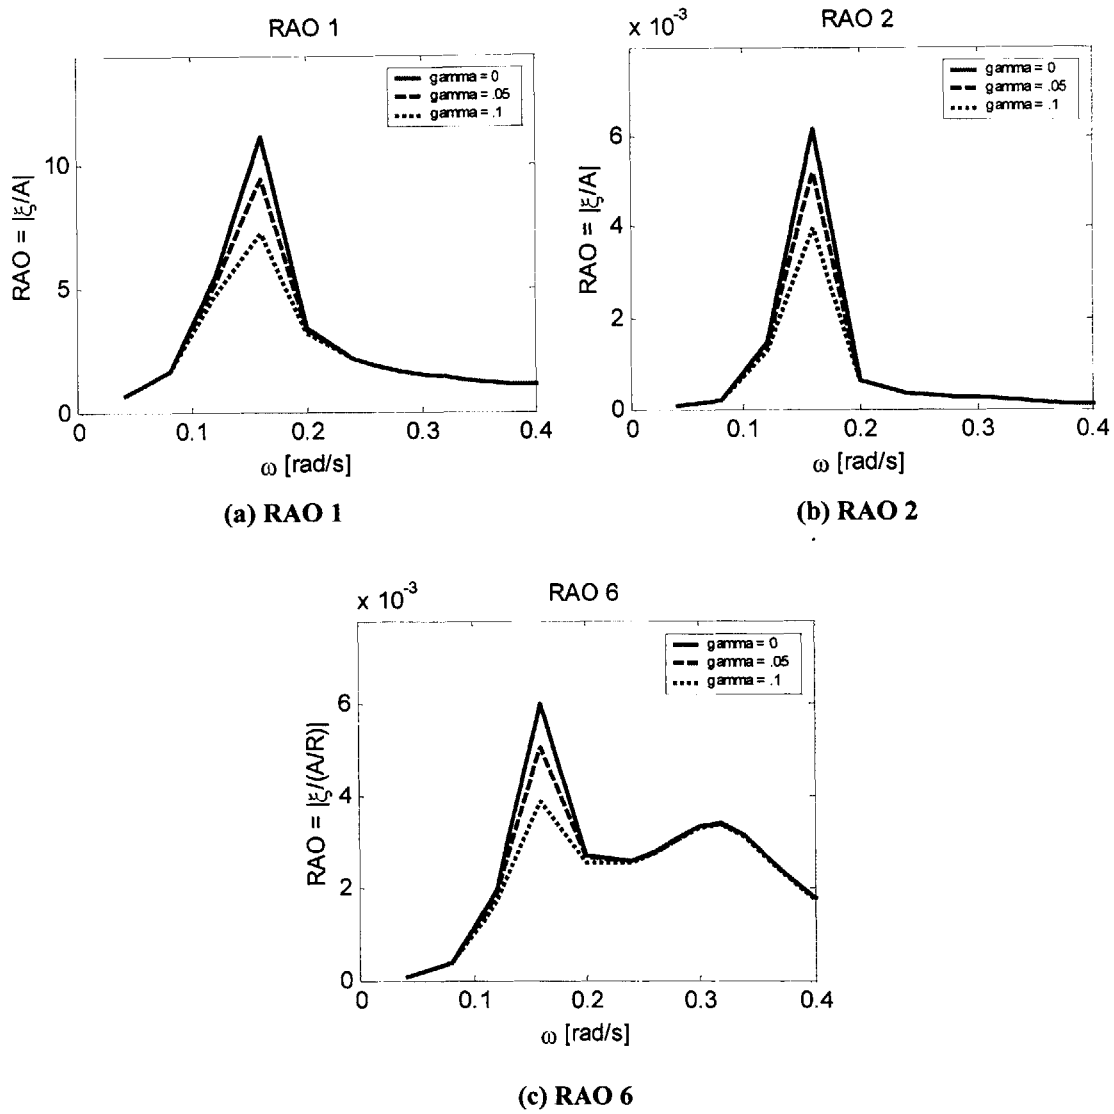 RAO 1
gamma = 0
gamma = .05
gamma = .1
10
5
0
RAO = |ξ/A|
0
0.1
0.2
0.3
0.4
ω [rad/s]
(a) RAO 1
x 10⁻³
RAO 2
gamma = 0
gamma = .05
gamma = .1
6
4
2
0
RAO = |ξ/A|
0
0.1
0.2
0.3
0.4
ω [rad/s]
(b) RAO 2
x 10⁻³
RAO 6
gamma = 0
gamma = .05
gamma = .1
6
4
2
0
RAO = |ξ/(A/R)|
0
0.1
0.2
0.3
0.4
ω [rad/s]
(c) RAO 6